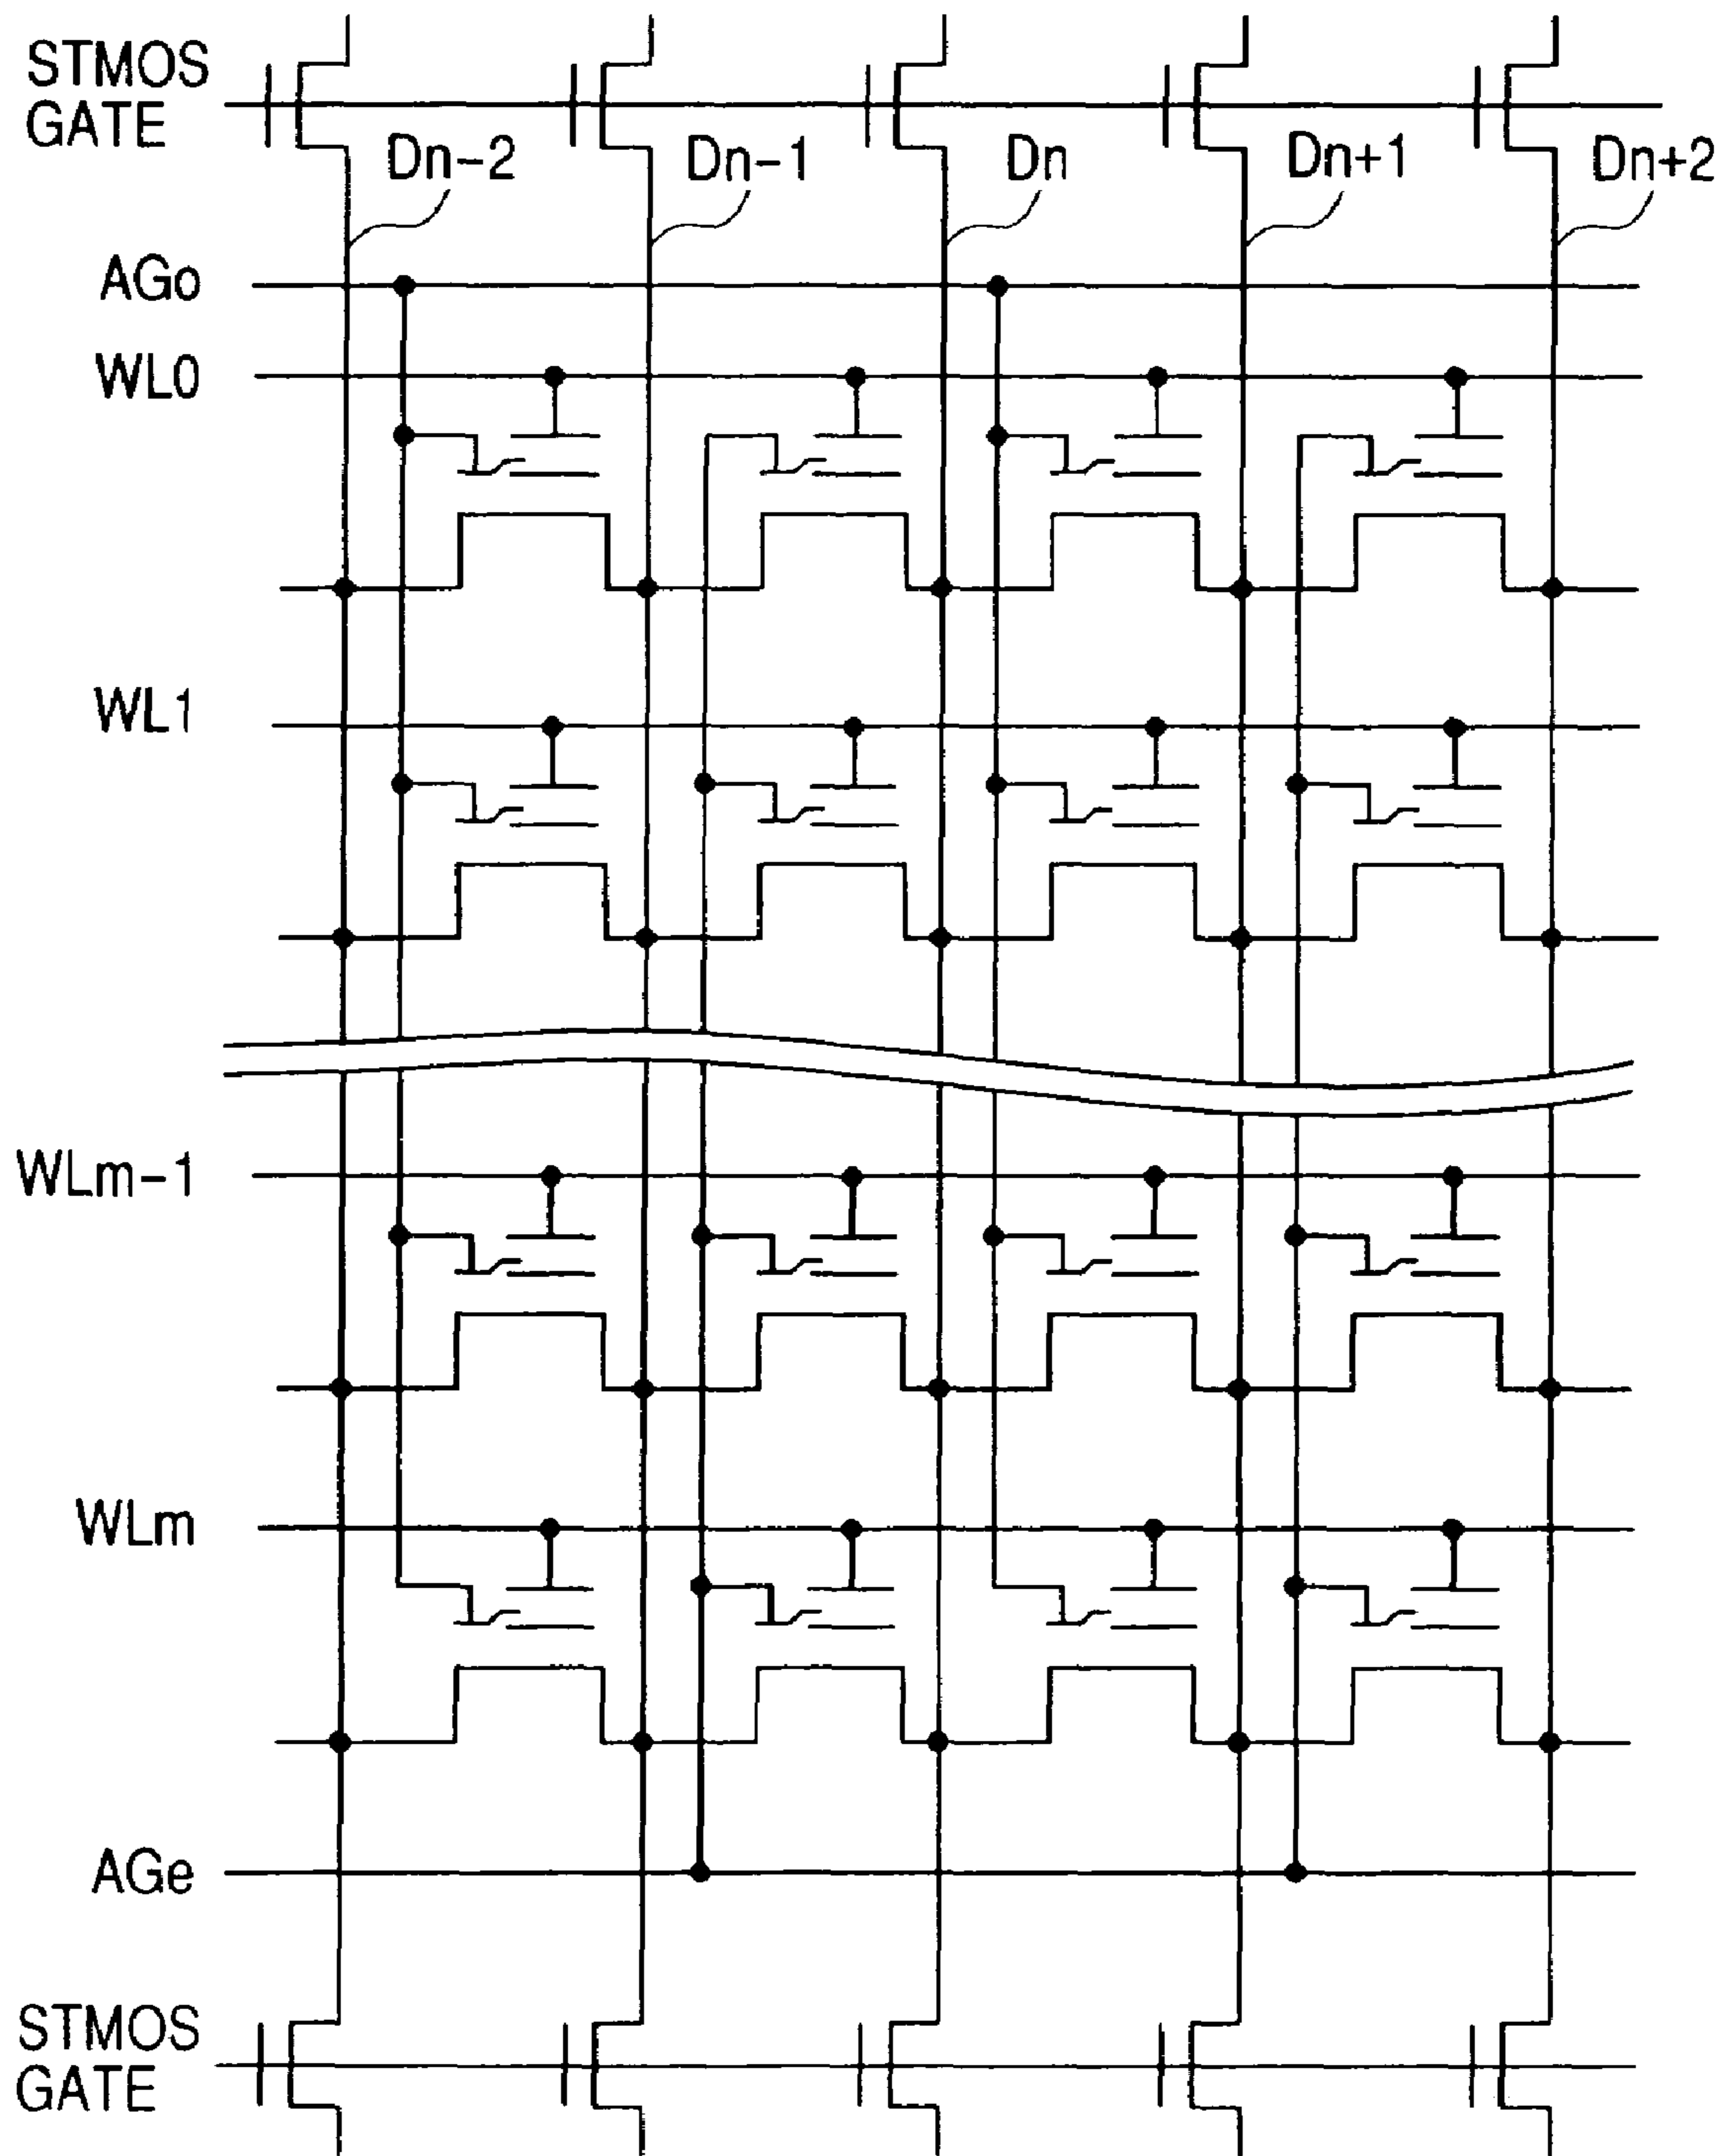 STMOS
GATE
Dn-2
Dn-1
Dn
Dn+1
Dn+2
AGo
WL0
WL1
WLm-1
WLm
AGe
STMOS
GATE